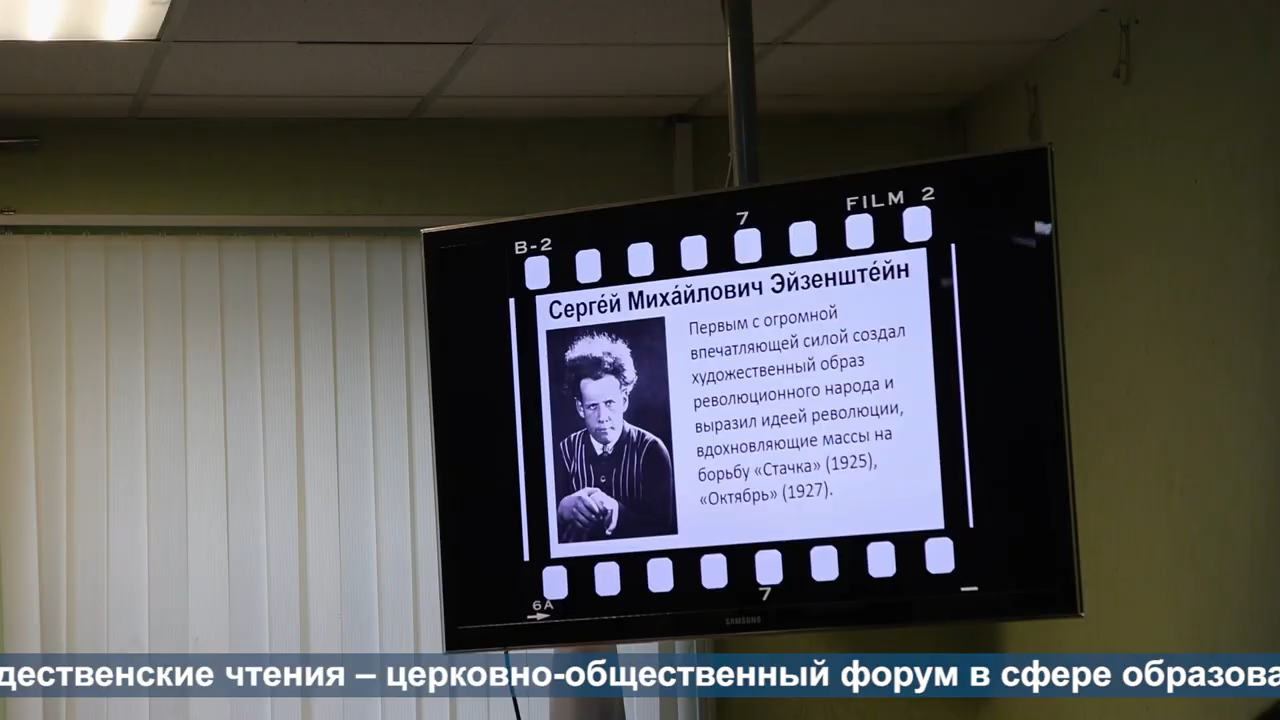 B-2
7
FILM 2
Серге́й Миха́йлович Эйзенште́йн
Первым с огромной
впечатляющей силой создал
художественный образ
революционного народа и
выразил идеей революции,
вдохновляющие массы на
борьбу «Стачка» (1925),
«Октябрь» (1927).
6A
7
SAMSUNG
дественские чтения – церковно-общественный форум в сфере образова